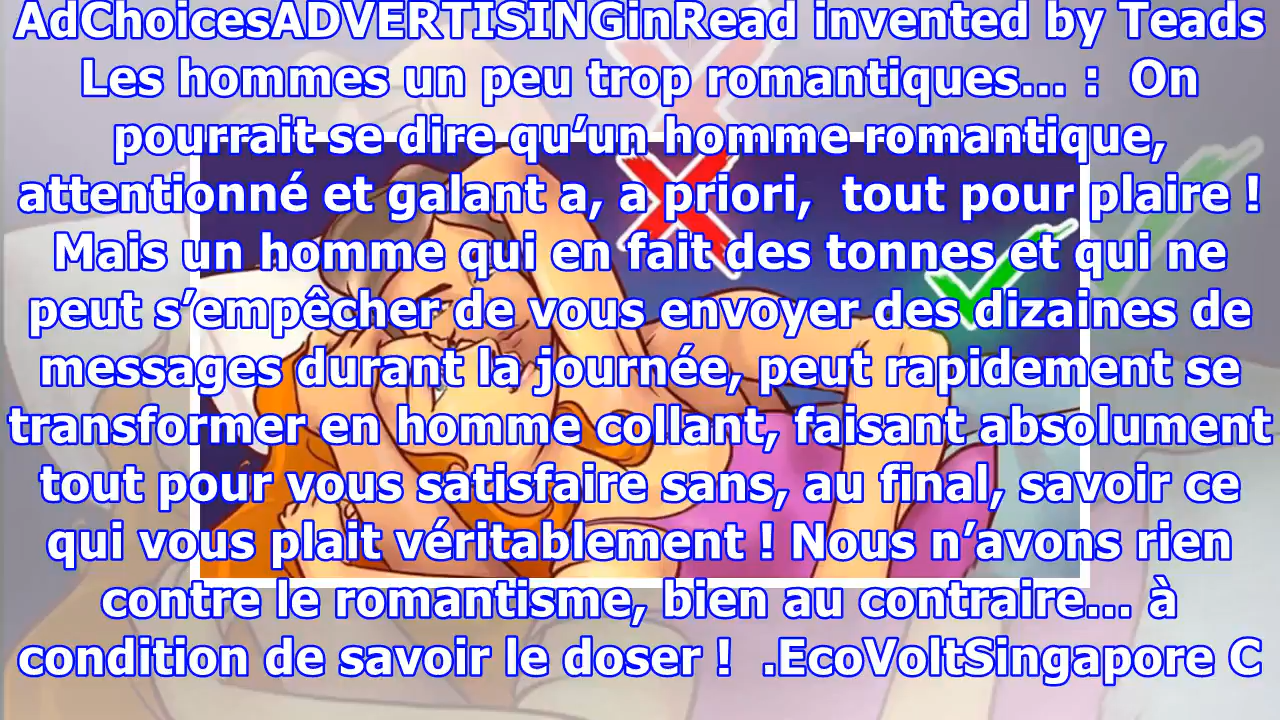 AdChoicesADVERTISINGinRead invented by Teads
Les hommes un peu trop romantiques... : On
pourrait se dire qu’un homme romantique,
attentionné et galant a, a priori, tout pour plaire !
Mais un homme qui en fait des tonnes et qui ne
peut s’empêcher de vous envoyer des dizaines de
messages durant la journée, peut rapidement se
transformer en homme collant, faisant absolument
tout pour vous satisfaire sans, au final, savoir ce
qui vous plait véritablement ! Nous n’avons rien
contre le romantisme, bien au contraire... à
condition de savoir le doser ! .EcoVoltSingapore C